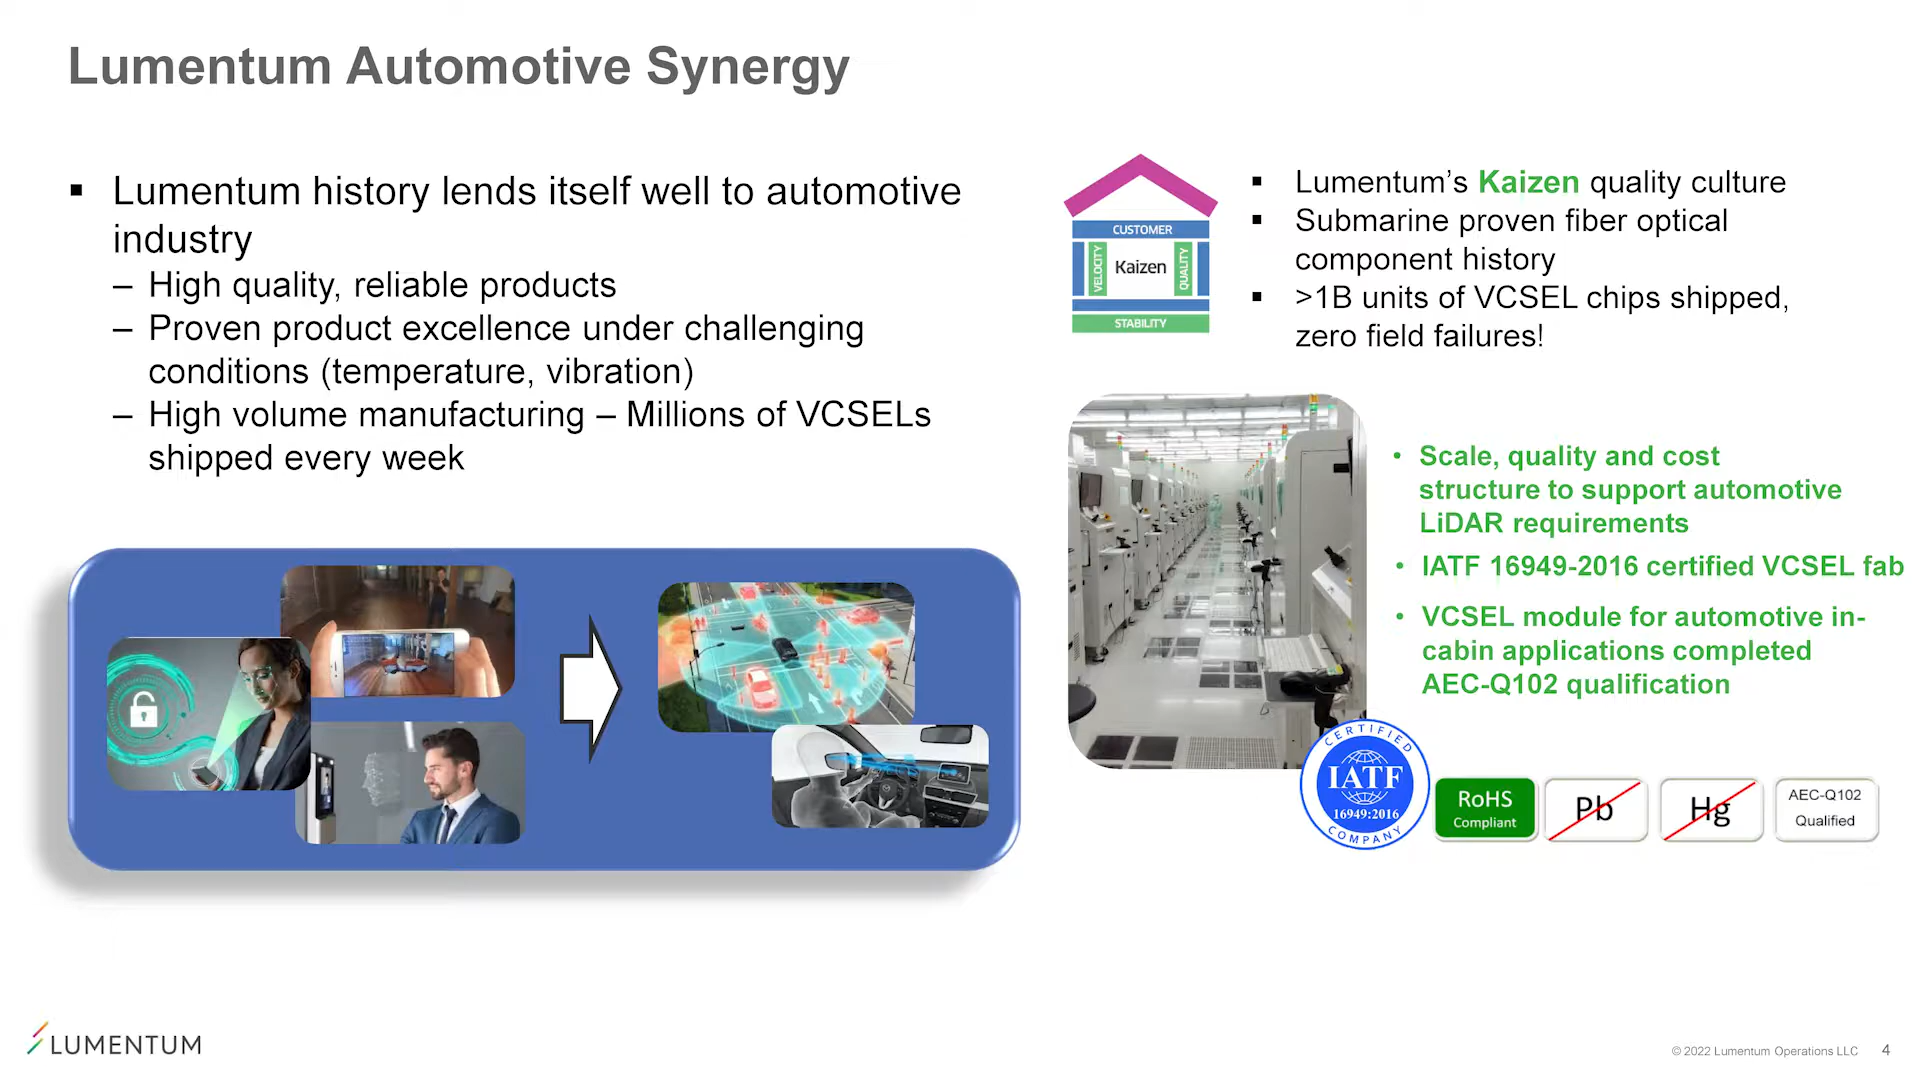 Lumentum Automotive Synergy
▪ Lumentum history lends itself well to automotive
industry
– High quality, reliable products
– Proven product excellence under challenging
conditions (temperature, vibration)
– High volume manufacturing – Millions of VCSELs
shipped every week
CUSTOMER
VELOCITY
Kaizen
QUALITY
STABILITY
▪ Lumentum’s Kaizen quality culture
▪ Submarine proven fiber optical
component history
▪ >1B units of VCSEL chips shipped,
zero field failures!
• Scale, quality and cost
structure to support automotive
LiDAR requirements
• IATF 16949-2016 certified VCSEL fab
• VCSEL module for automotive in-
cabin applications completed
AEC-Q102 qualification
CERTIFIED
IATF
16949:2016
COMPANY
RoHS
Compliant
Pb
Hg
AEC-Q102
Qualified
LUMENTUM
© 2022 Lumentum Operations LLC 4